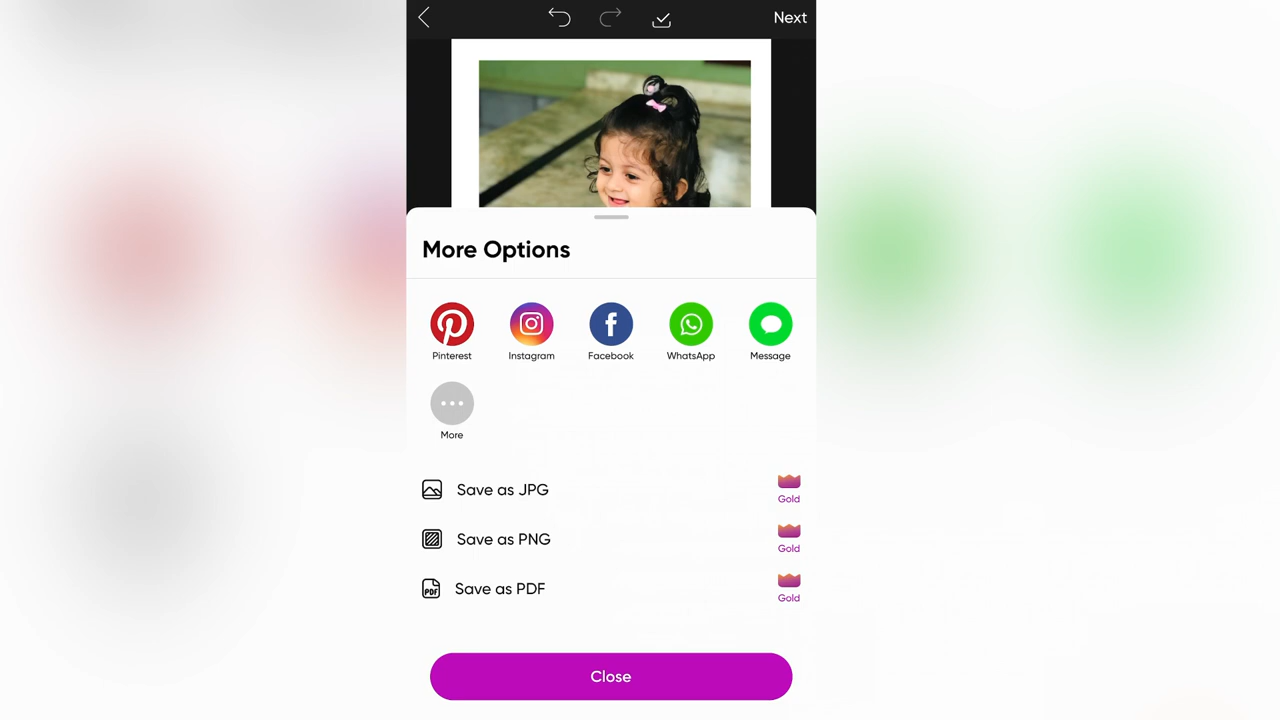 Next
More Options
Pinterest
Instagram
Facebook
WhatsApp
Message
More
Save as JPG
Gold
Save as PNG
Gold
PDF
Save as PDF
Gold
Close